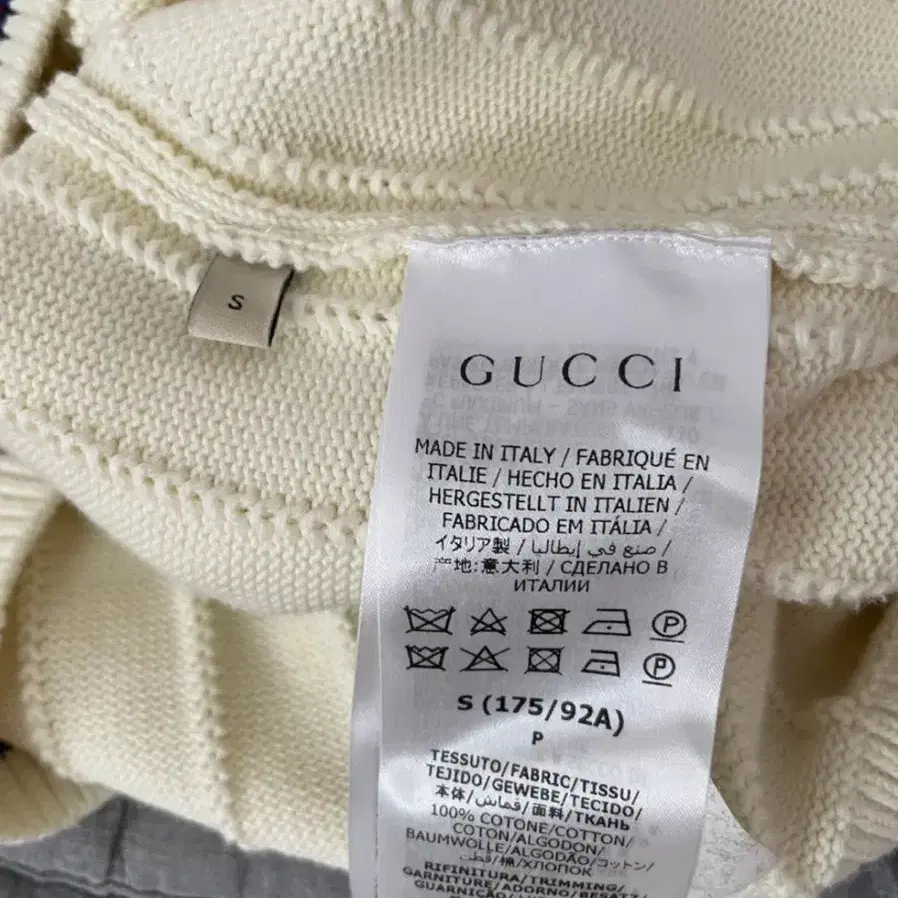 S
GUCCI
MADE IN ITALY / FABRIQUÉ EN
ITALIE / HECHO EN ITALIA /
HERGESTELLT IN ITALIEN /
FABRICADO EM ITÁLIA /
イタリア製 / صنع في إيطاليا /
产地:意大利 / СДЕЛАНО В
ИТАЛИИ
P
P
S (175/92A)
P
TESSUTO/FABRIC/TISSU/
TEJIDO/GEWEBE/TECIDO/
本体/قماش/面料/ТКАНЬ
100% COTONE/COTTON/
COTON/ALGODON/
BAUMWOLLE/ALGODÃO/コットン/
قطن/棉/ХЛОПОК
RIFINITURA/TRIMMING/
GARNITURE/ADORNO/BESATZ/